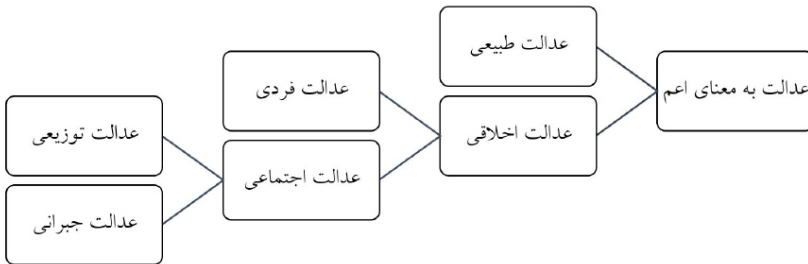 عدالت به معنای اعم
عدالت طبیعی
عدالت اخلاقی
عدالت فردی
عدالت اجتماعی
عدالت توزیعی
عدالت جبرانی